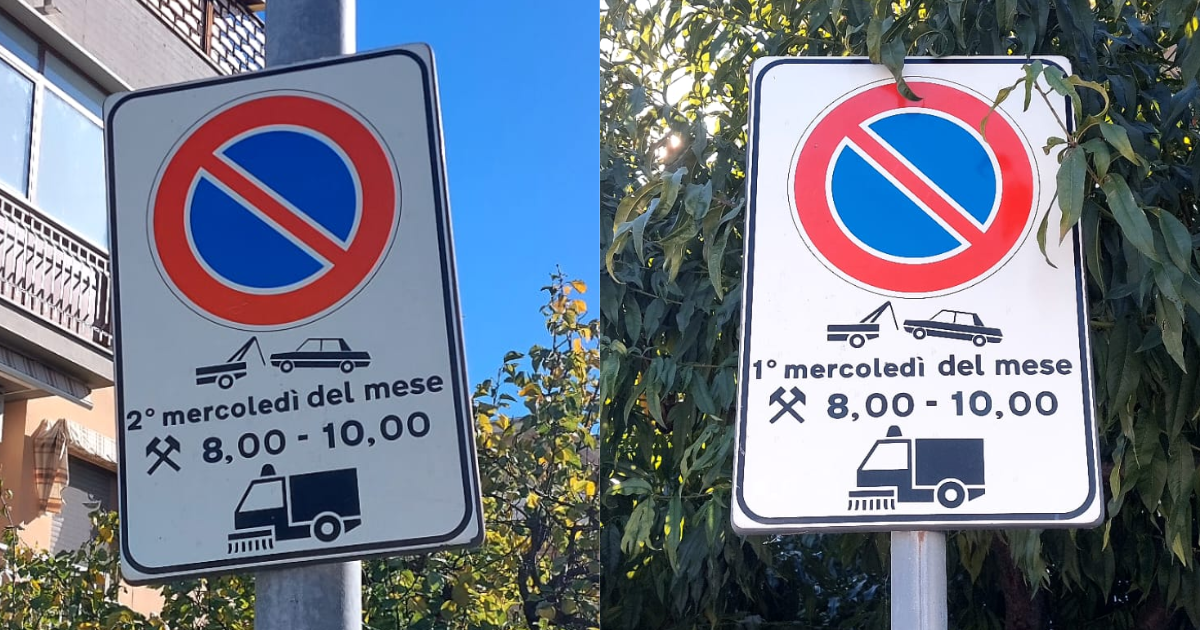 2° mercoledì del mese
8,00 - 10,00
1° mercoledì del mese
8,00 - 10,00